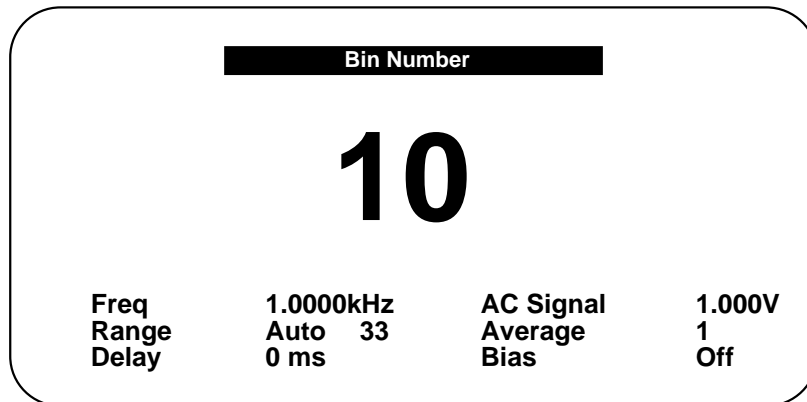 Bin Number
10
Freq 1.0000kHz AC Signal 1.000V
Range Auto 33 Average 1
Delay 0 ms Bias Off